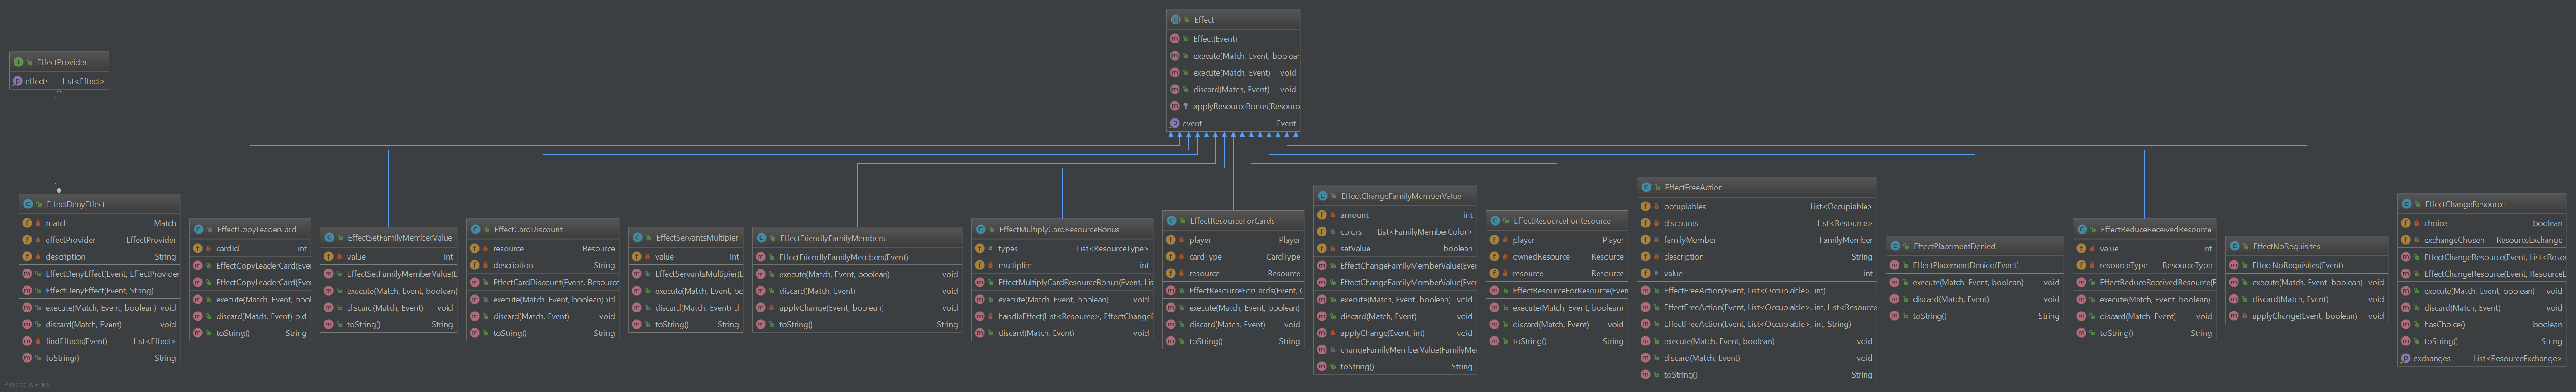 Effect
Effect(Event)
execute(Match, Event, boolean
execute(Match, Event) void
discard(Match, Event) void
applyResourceBonus(Resourc
event Event
EffectProvider
effects List<Effect>
1
1
EffectDenyEffect
match Match
effectProvider EffectProvider
description String
EffectDenyEffect(Event, EffectProvider
EffectDenyEffect(Event, String)
execute(Match, Event, boolean) void
discard(Match, Event) void
findEffects(Event) List<Effect>
toString() String
EffectCopyLeaderCard
cardId int
EffectCopyLeaderCard(Eve
EffectCopyLeaderCard(Eve
execute(Match, Event, bool
discard(Match, Event) oid
toString() String
EffectSetFamilyMemberValue
value int
EffectSetFamilyMemberValue(E
execute(Match, Event, boolean)
discard(Match, Event) void
toString() String
EffectCardDiscount
resource Resource
description String
EffectCardDiscount(Event, Resource
execute(Match, Event, boolean) oid
discard(Match, Event) void
toString() String
EffectServantsMultiplier
value int
EffectServantsMultiplier(E
execute(Match, Event, bo
discard(Match, Event) d
toString() String
EffectFriendlyFamilyMembers
EffectFriendlyFamilyMembers(Event)
execute(Match, Event, boolean) void
discard(Match, Event) void
applyChange(Event, boolean) void
toString() String
EffectMultiplyCardResourceBonus
types List<ResourceType>
multiplier int
EffectMultiplyCardResourceBonus(Event, Lis
execute(Match, Event, boolean) void
handleEffect(List<Resource>, EffectChangeF
discard(Match, Event) void
EffectResourceForCards
player Player
cardType CardType
resource Resource
EffectResourceForCards(Event, C
execute(Match, Event, boolean)
discard(Match, Event) void
toString() String
EffectChangeFamilyMemberValue
amount int
colors List<FamilyMemberColor>
setValue boolean
EffectChangeFamilyMemberValue(Eve
EffectChangeFamilyMemberValue(Eve
execute(Match, Event, boolean) void
discard(Match, Event) void
applyChange(Event, int) void
changeFamilyMemberValue(FamilyMe
toString() String
EffectResourceForResource
player Player
ownedResource Resource
resource Resource
EffectResourceForResource(Even
execute(Match, Event, boolean)
discard(Match, Event) void
toString() String
EffectFreeAction
occupiables List<Occupiable>
discounts List<Resource>
familyMember FamilyMember
description String
value int
EffectFreeAction(Event, List<Occupiable>, int)
EffectFreeAction(Event, List<Occupiable>, int, List<Resource
EffectFreeAction(Event, List<Occupiable>, int, String)
execute(Match, Event, boolean) void
discard(Match, Event) void
toString() String
EffectPlacementDenied
EffectPlacementDenied(Event)
execute(Match, Event, boolean) void
discard(Match, Event) void
toString() String
EffectReduceReceivedResource
value int
resourceType ResourceType
EffectReduceReceivedResource(E
execute(Match, Event, boolean)
discard(Match, Event) void
toString() String
EffectNoRequisites
EffectNoRequisites(Event)
execute(Match, Event, boolean) void
discard(Match, Event) void
applyChange(Event, boolean) void
EffectChangeResource
choice boolean
exchangeChosen ResourceExchange
EffectChangeResource(Event, List<Resou
EffectChangeResource(Event, ResourceE
execute(Match, Event, boolean) void
discard(Match, Event) void
hasChoice() boolean
toString() String
exchanges List<ResourceExchange>
Powered by yFiles